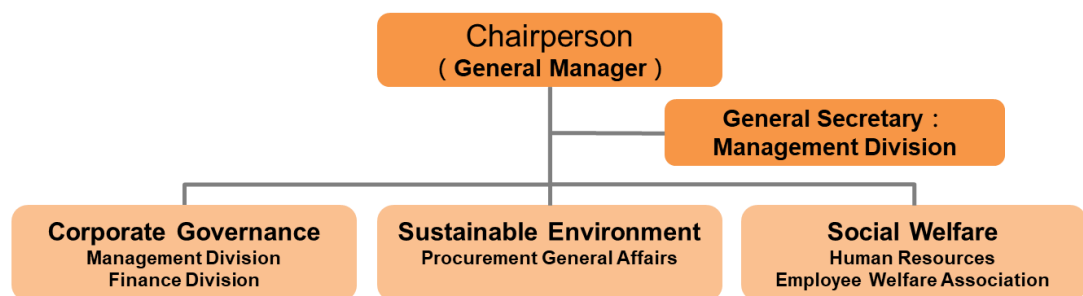 Chairperson
( General Manager )
General Secretary :
Management Division
Corporate Governance
Management Division
Finance Division
Sustainable Environment
Procurement General Affairs
Social Welfare
Human Resources
Employee Welfare Association